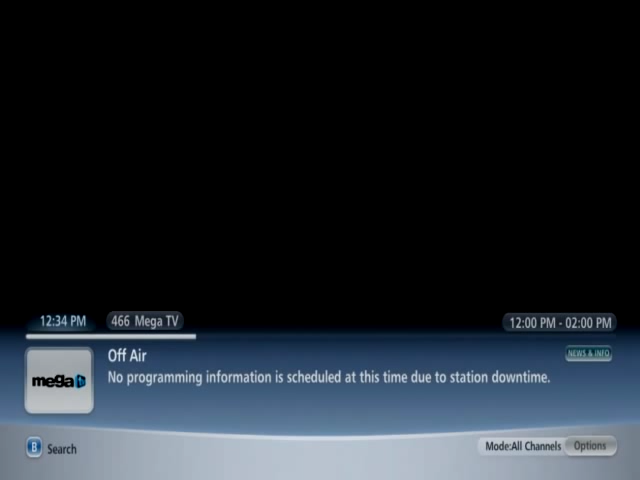 12:34 PM 466 Mega TV 12:00 PM - 02:00 PM
Off Air NEWS & INFO
mega No programming information is scheduled at this time due to station downtime.
B Search Mode:All Channels Options